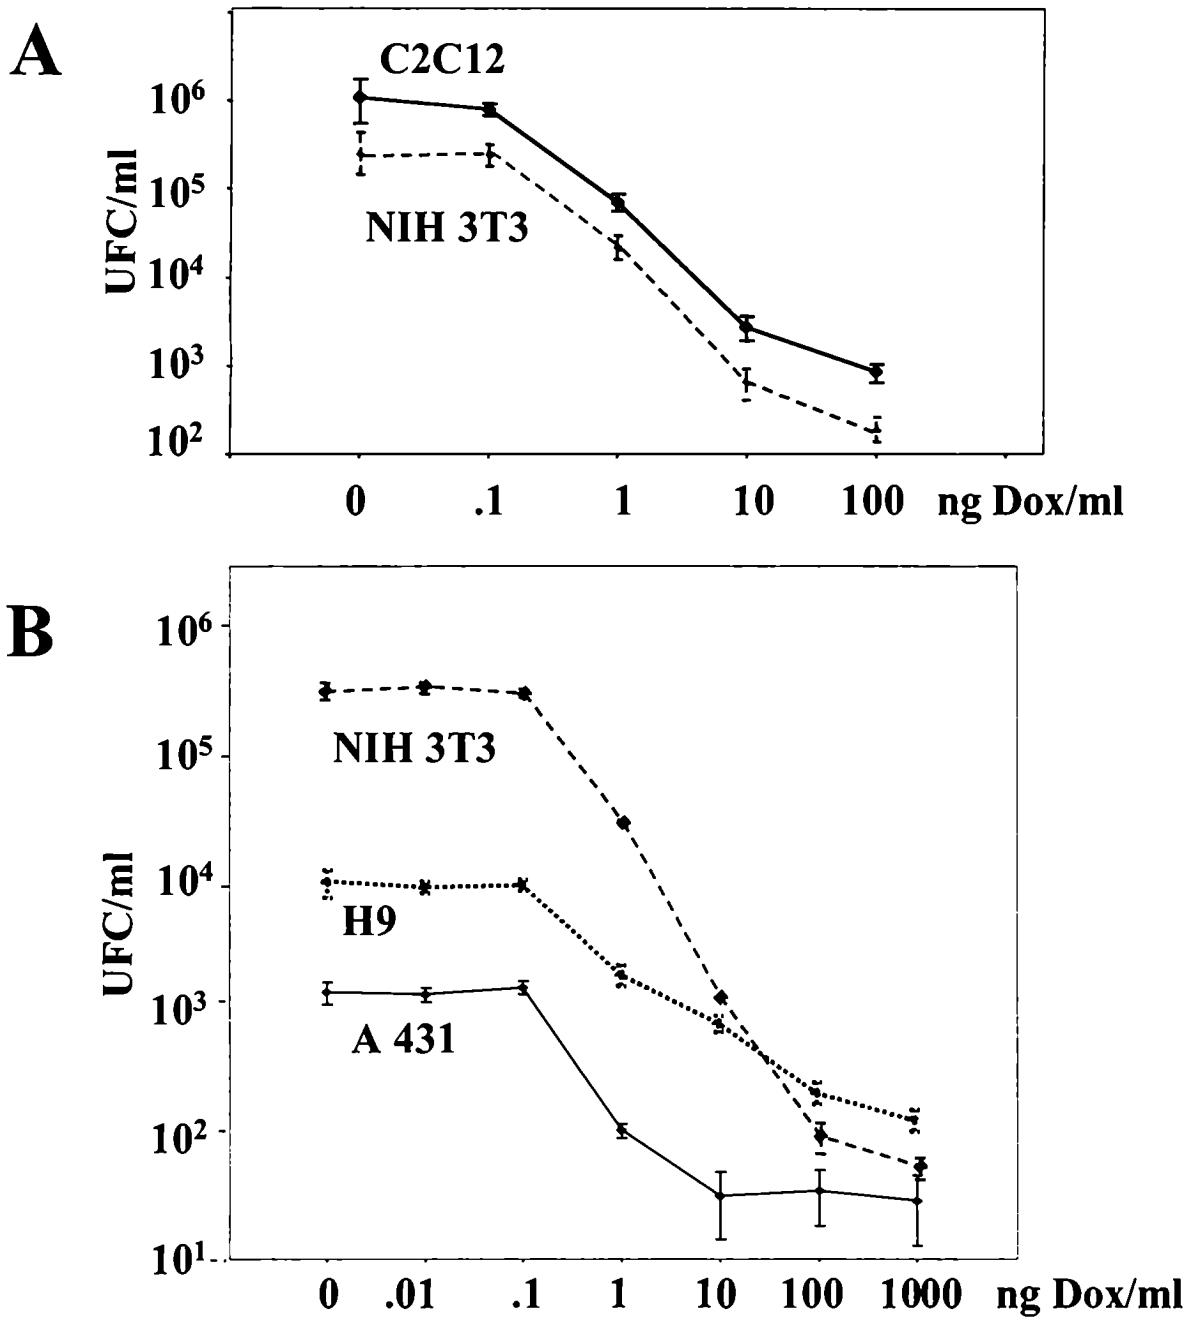 A
C2C12
10⁶
10⁵
NIH 3T3
10⁴
10³
10²
UFC/ml
0 .1 1 10 100 ng Dox/ml
B
10⁶
NIH 3T3
10⁵
10⁴
H9
10³
A 431
10²
10¹
UFC/ml
0 .01 .1 1 10 100 1000 ng Dox/ml